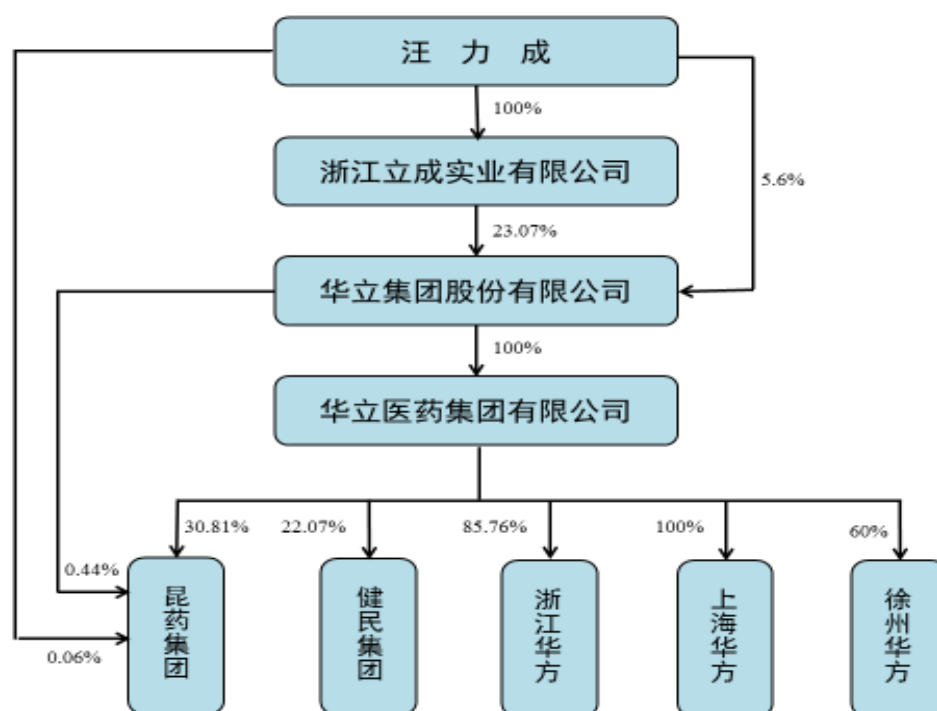 汪 力 成
100%
浙江立成实业有限公司
5.6%
23.07%
华立集团股份有限公司
100%
华立医药集团有限公司
30.81%
22.07%
85.76%
100%
60%
0.44%
0.06%
昆药集团
健民集团
浙江华方
上海华方
徐州华方